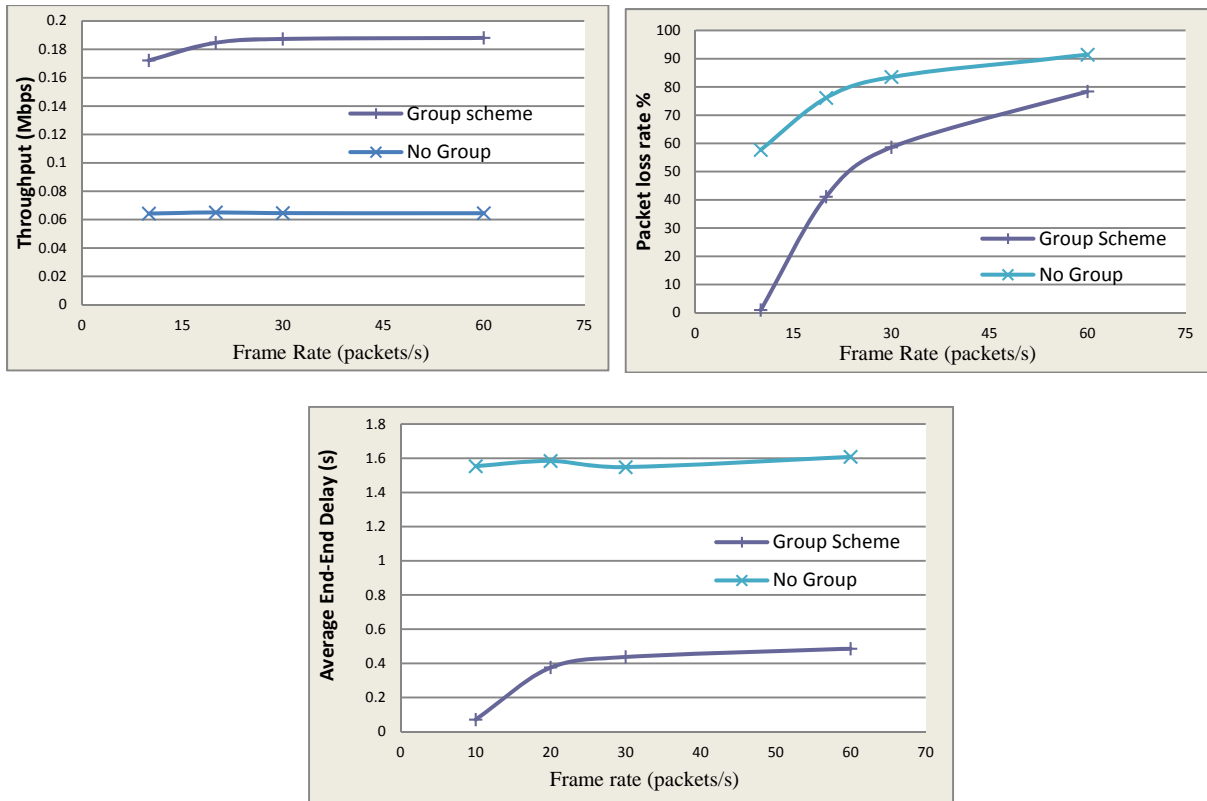 0.2
0.18
0.16
0.14
0.12
0.1
0.08
0.06
0.04
0.02
0
Throughput (Mbps)
Group scheme
No Group
0 15 30 45 60 75
Frame Rate (packets/s)
100
90
80
70
60
50
40
30
20
10
0
Packet loss rate %
Group Scheme
No Group
0 15 30 45 60 75
Frame Rate (packets/s)
1.8
1.6
1.4
1.2
1
0.8
0.6
0.4
0.2
0
Average End-End Delay (s)
Group Scheme
No Group
0 10 20 30 40 50 60 70
Frame rate (packets/s)